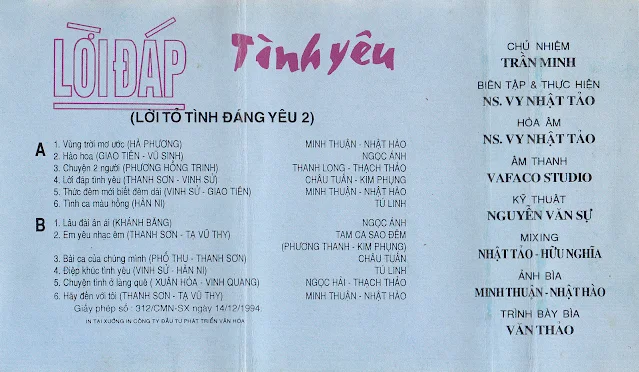 LỜI ĐÁP Tình yêu
(LỜI TỎ TÌNH ĐÁNG YÊU 2)
A
1. Vùng trời mơ ước (HÀ PHƯƠNG) MINH THUẬN - NHẬT HÀO
2. Hào hoa (GIAO TIÊN - VŨ SINH) NGỌC ÁNH
3. Chuyện 2 người (PHƯƠNG HỒNG TRINH) THANH LONG - THẠCH THẢO
4. Lời đáp tình yêu (THANH SƠN - VINH SỬ) CHÂU TUẤN - KIM PHỤNG
5. Thức đêm mới biết đêm dài (VINH SỬ - GIAO TIÊN) MINH THUẬN - NHẬT HÀO
6. Tình ca màu hồng (HÀN NI) TÚ LINH
B
1. Lâu đài ân ái (KHÁNH BĂNG) NGỌC ÁNH
2. Em yêu nhạc êm (THANH SƠN - TẠ VŨ THY) TAM CA SAO ĐÊM
(PHƯƠNG THANH - KIM PHỤNG)
3. Bài ca của chúng mình (PHÓ THU - THANH SƠN) CHÂU TUẤN
4. Điệp khúc tình yêu (VINH SỬ - HÀN NI) TÚ LINH
5. Chuyện tình ở làng quê ( XUÂN HÒA - VINH QUANG) NGỌC HẢI - THẠCH THẢO
6. Hãy đến với tôi (THANH SƠN - TẠ VŨ THY) MINH THUẬN - NHẬT HÀO
Giấy phép số : 312/CMN-SX ngày 14/12/1994
IN TẠI XƯỞNG IN CÔNG TY ĐẦU TƯ PHÁT TRIỂN VĂN HÓA
CHỦ NHIỆM
TRẦN MINH
BIÊN TẬP & THỰC HIỆN
NS. VY NHẬT TẢO
HÒA ÂM
NS. VY NHẬT TẢO
ÂM THANH
VAFACO STUDIO
KỸ THUẬT
NGUYỄN VĂN SỰ
MIXING
NHẬT TẢO - HỮU NGHĨA
ẢNH BÌA
MINH THUẬN - NHẬT HÀO
TRÌNH BÀY BÌA
VĂN THẢO